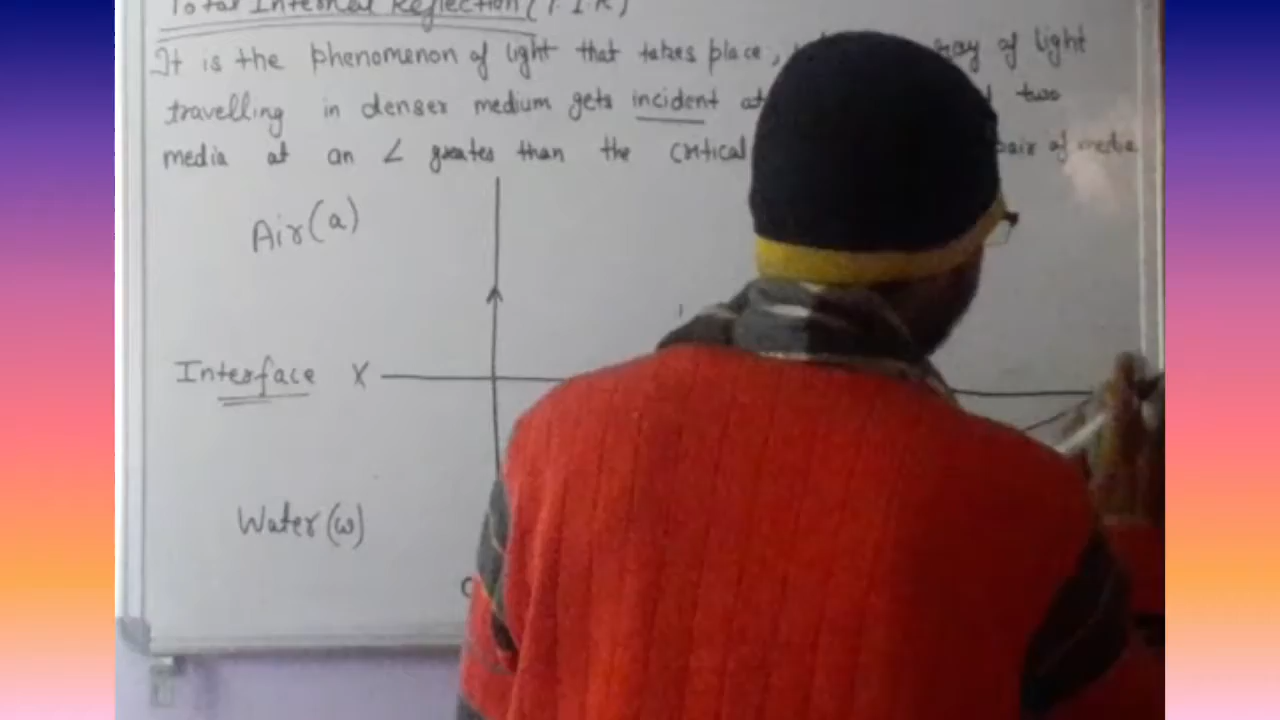 Total Internal Reflection (T.I.R)
It is the phenomenon of light that takes place, ray of light
travelling in denser medium gets incident at two
media at an ∠ greates than the critical pair of media
Air(a)
Interface X
Water(w)